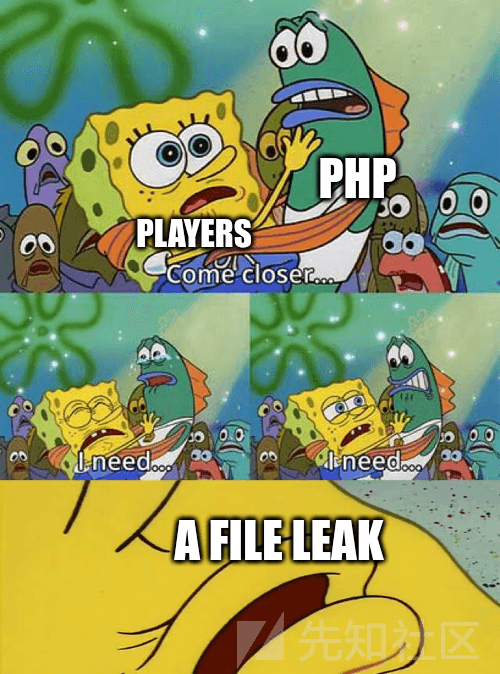 PHP
PLAYERS
Come closer...
I need...
I need...
A FILE LEAK
先知社区